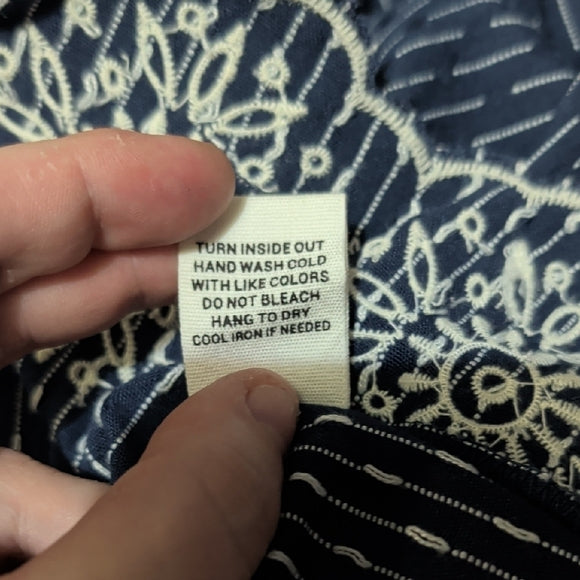 TURN INSIDE OUT
HAND WASH COLD
WITH LIKE COLORS
DO NOT BLEACH
HANG TO DRY
COOL IRON IF NEEDED